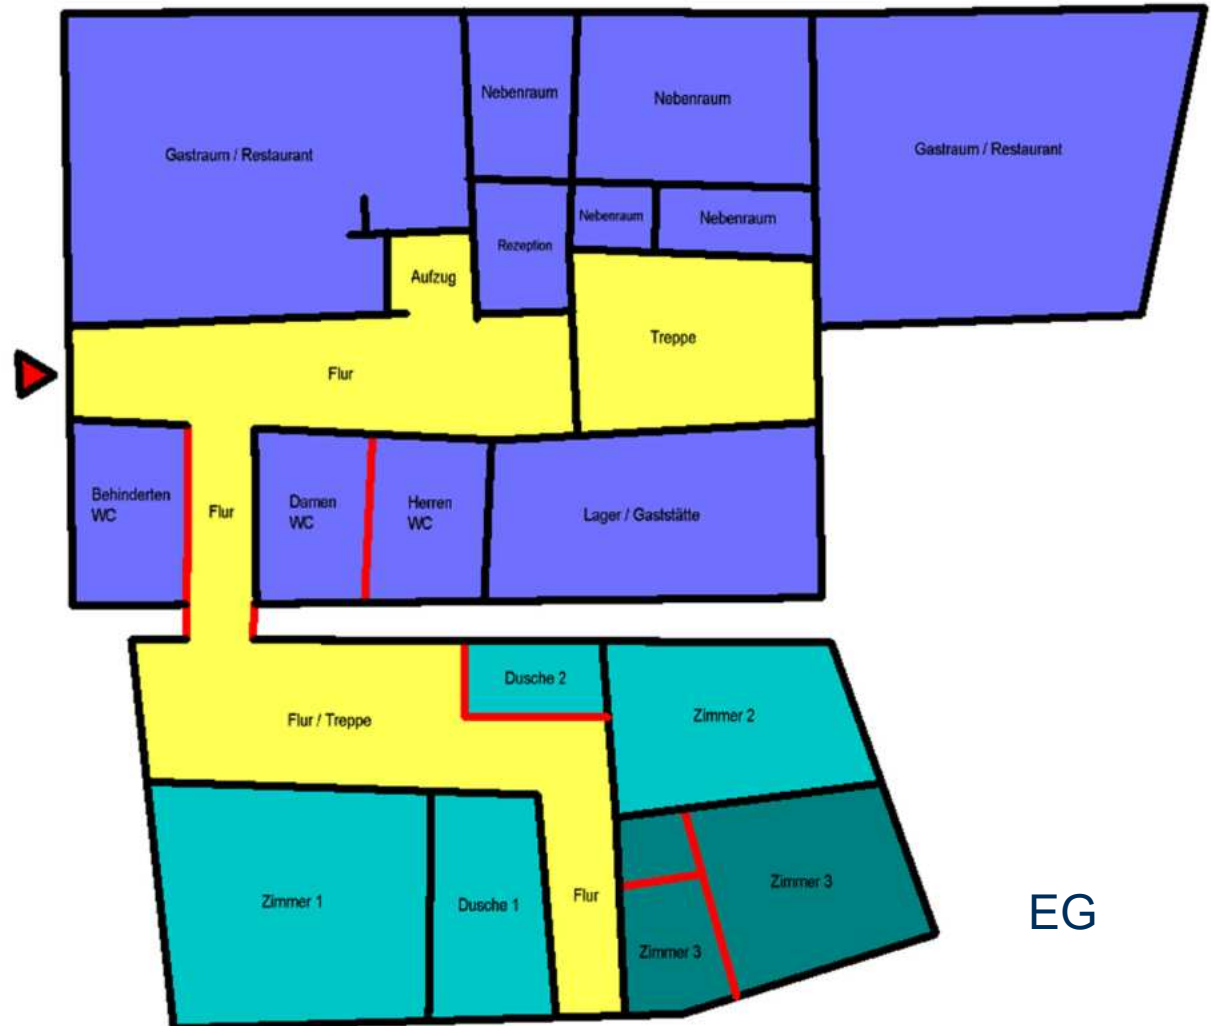 Nebenraum
Nebenraum
Gastraum / Restaurant
Gastraum / Restaurant
Nebenraum
Nebenraum
Rezeption
Aufzug
Treppe
Flur
Behinderten
WC
Flur
Damen
WC
Herren
WC
Lager / Gaststätte
Dusche 2
Flur / Treppe
Zimmer 2
Zimmer 1
Dusche 1
Flur
Zimmer 3
Zimmer 3
EG